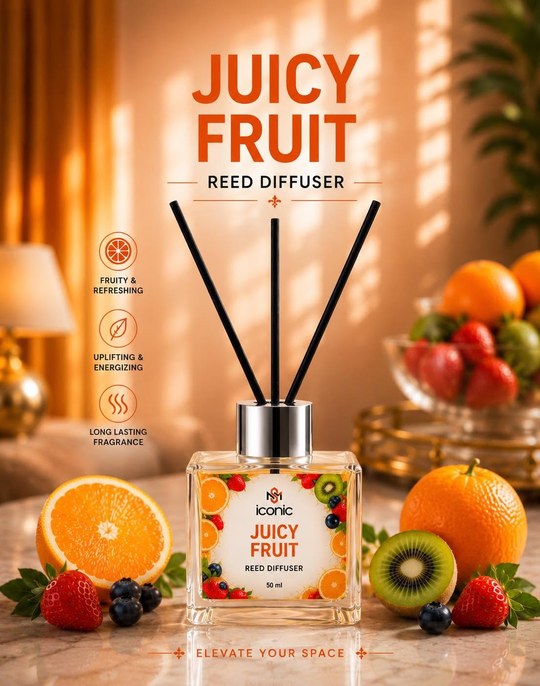 JUICY
FRUIT
REED DIFFUSER
FRUITY &
REFRESHING
UPLIFTING &
ENERGIZING
LONG LASTING
FRAGRANCE
iconic
JUICY
FRUIT
REED DIFFUSER
50 ml
ELEVATE YOUR SPACE